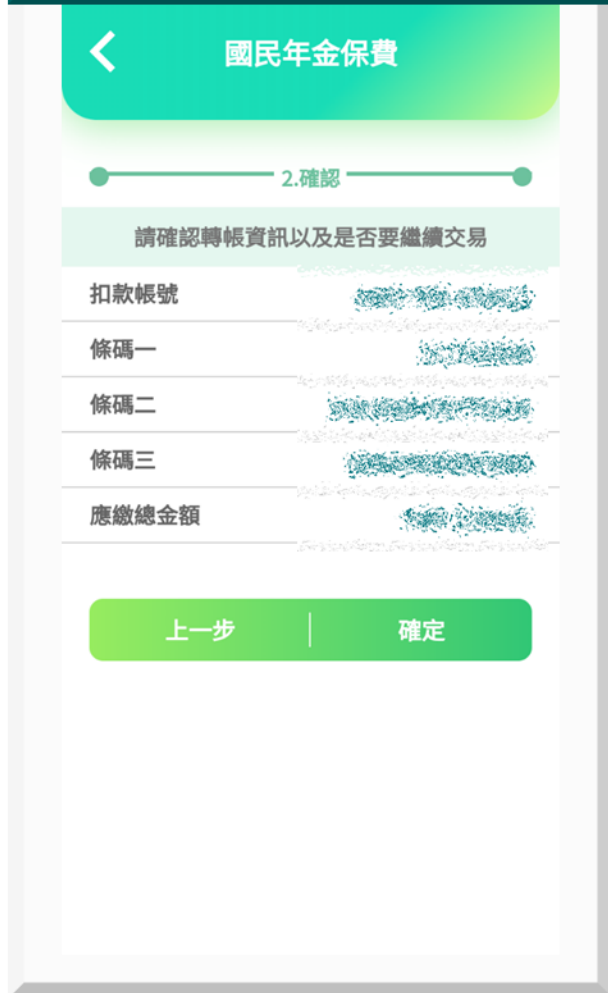 國民年金保費
2.確認
請確認轉帳資訊以及是否要繼續交易
扣款帳號
條碼一
條碼二
條碼三
應繳總金額
上一步 確定